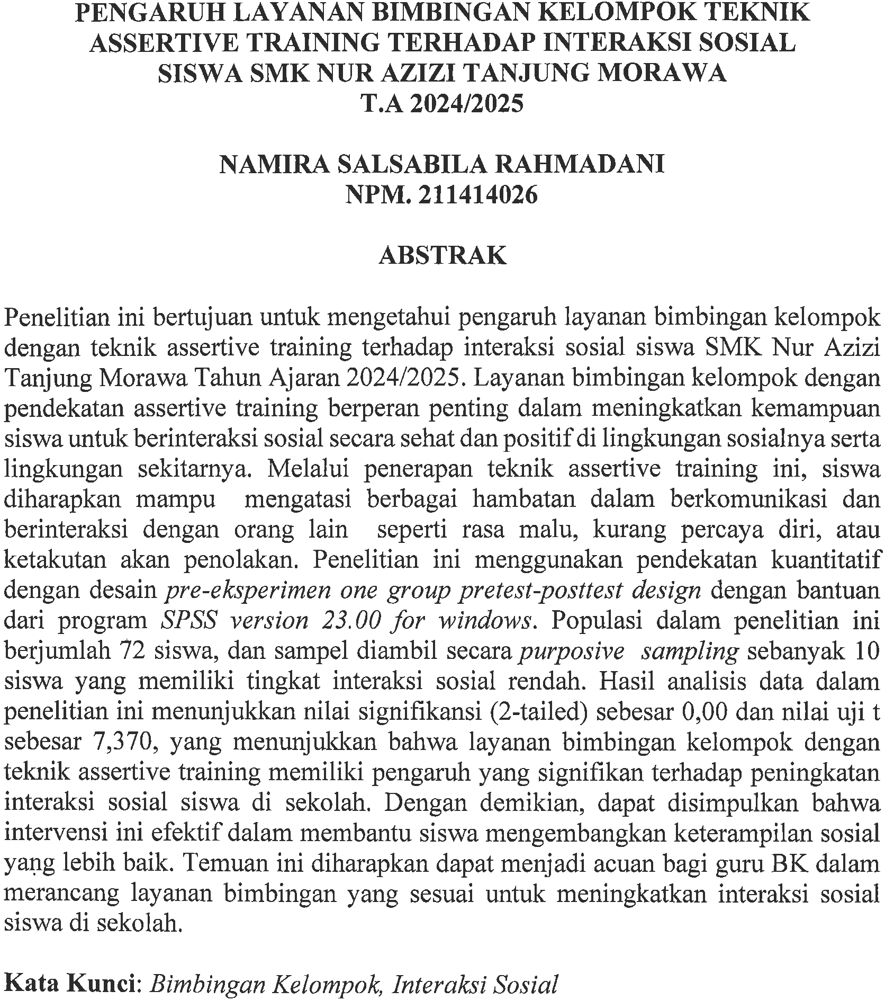 PENGARUH LAYANAN BIMBINGAN KELOMPOK TEKNIK
ASSERTIVE TRAINING TERHADAP INTERAKSI SOSIAL
SISWA SMK NUR AZIZI TANJUNG MORAWA
T.A 2024/2025
NAMIRA SALSABILA RAHMADANI
NPM. 211414026
ABSTRAK
Penelitian ini bertujuan untuk mengetahui pengaruh layanan bimbingan kelompok
dengan teknik assertive training terhadap interaksi sosial siswa SMK Nur Azizi
Tanjung Morawa Tahun Ajaran 2024/2025. Layanan bimbingan kelompok dengan
pendekatan assertive training berperan penting dalam meningkatkan kemampuan
siswa untuk berinteraksi sosial secara sehat dan positif di lingkungan sosialnya serta
lingkungan sekitarnya. Melalui penerapan teknik assertive training ini, siswa
diharapkan mampu mengatasi berbagai hambatan dalam berkomunikasi dan
berinteraksi dengan orang lain seperti rasa malu, kurang percaya diri, atau
ketakutan akan penolakan. Penelitian ini menggunakan pendekatan kuantitatif
dengan desain pre-eksperimen one group pretest-posttest design dengan bantuan
dari program SPSS version 23.00 for windows. Populasi dalam penelitian ini
berjumlah 72 siswa, dan sampel diambil secara purposive sampling sebanyak 10
siswa yang memiliki tingkat interaksi sosial rendah. Hasil analisis data dalam
penelitian ini menunjukkan nilai signifikansi (2-tailed) sebesar 0,00 dan nilai uji t
sebesar 7,370, yang menunjukkan bahwa layanan bimbingan kelompok dengan
teknik assertive training memiliki pengaruh yang signifikan terhadap peningkatan
interaksi sosial siswa di sekolah. Dengan demikian, dapat disimpulkan bahwa
intervensi ini efektif dalam membantu siswa mengembangkan keterampilan sosial
yang lebih baik. Temuan ini diharapkan dapat menjadi acuan bagi guru BK dalam
merancang layanan bimbingan yang sesuai untuk meningkatkan interaksi sosial
siswa di sekolah.
Kata Kunci: Bimbingan Kelompok, Interaksi Sosial